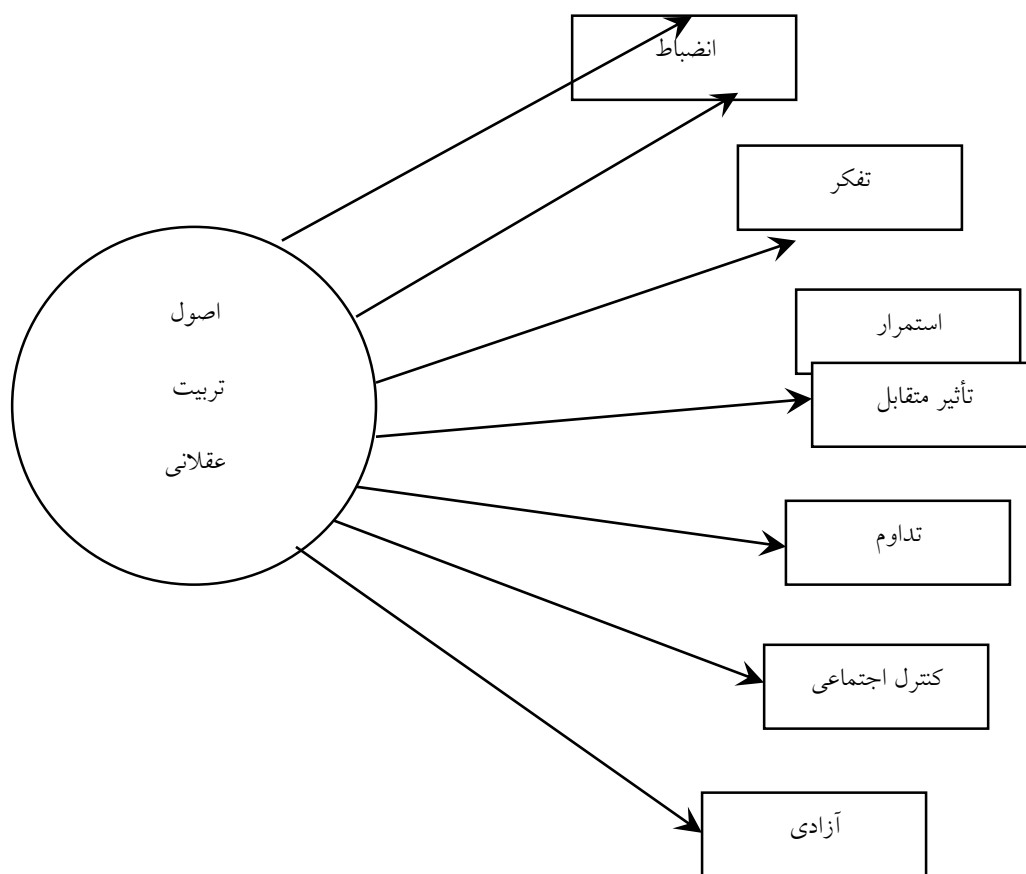 انضباط
تفکر
اصول
تربیت
عقلانی
استمرار
تأثیر متقابل
تداوم
کنترل اجتماعی
آزادی